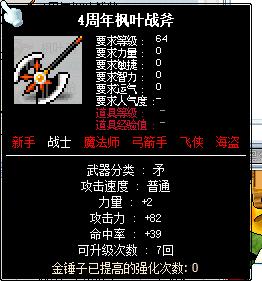 4周年枫叶战斧
要求等级： 64
要求力量： 0
要求敏捷： 0
要求智力： 0
要求运气： 0
要求人气度：-
道具等级： -
道具经验值： -
新手 战士 魔法师 弓箭手 飞侠 海盗
武器分类： 矛
攻击速度： 普通
力量： +2
攻击力： +82
命中率： +39
可升级次数： 7回
金锤子已提高的强化次数： 0